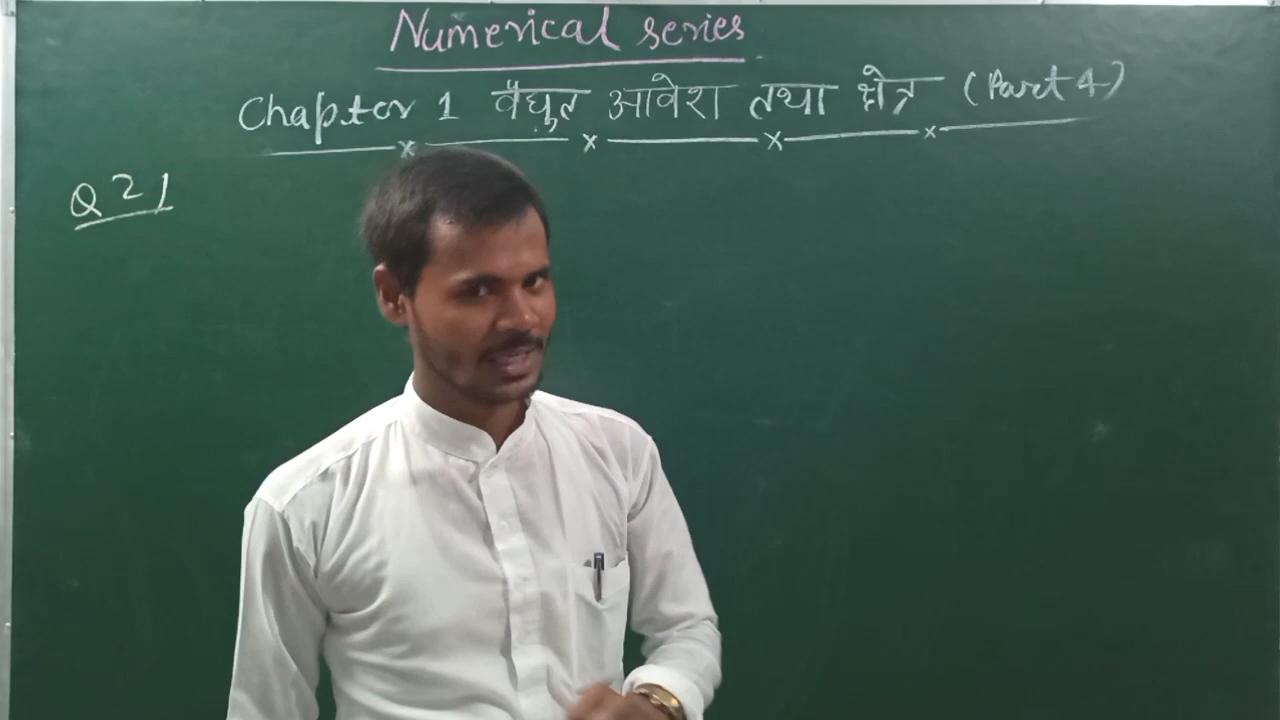 Numerical series
Chapter 1 वैद्युत आवेश तथा क्षेत्र (Part 4)
Q 21